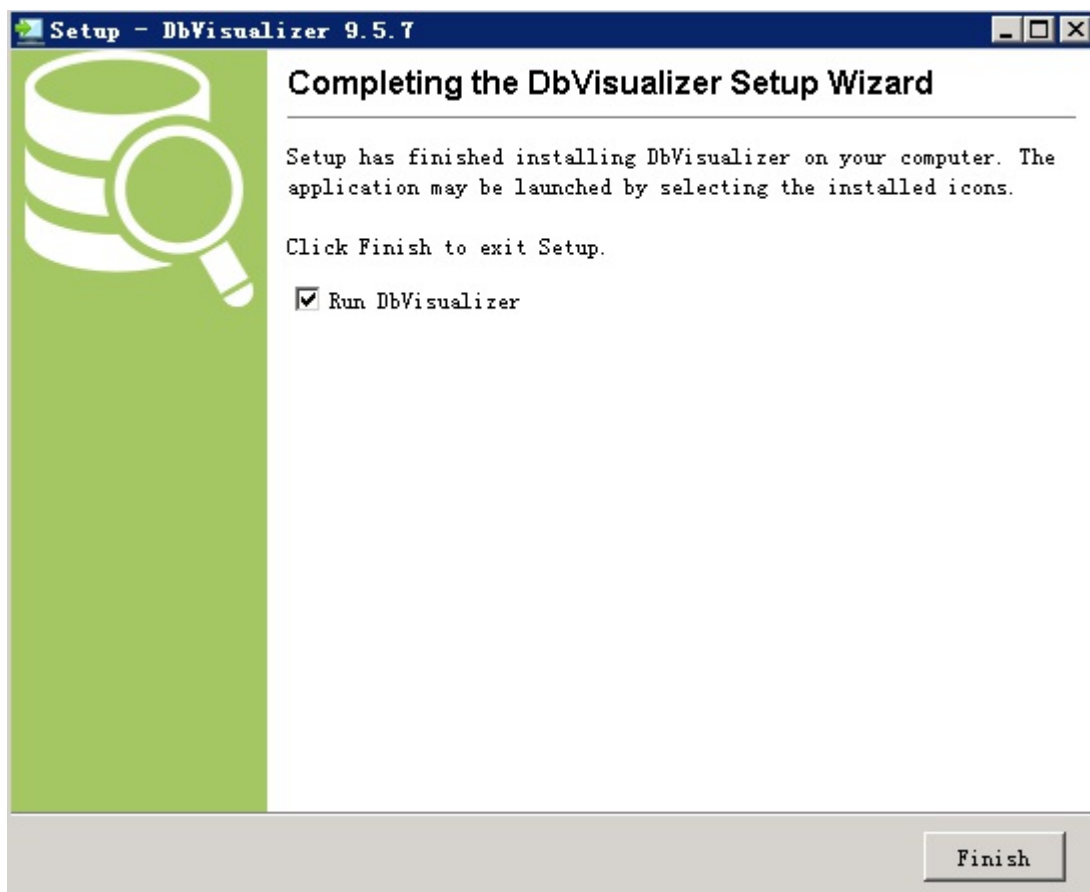 Setup - DbVisualizer 9.5.7
Completing the DbVisualizer Setup Wizard
Setup has finished installing DbVisualizer on your computer. The
application may be launched by selecting the installed icons.
Click Finish to exit Setup.
Run DbVisualizer
Finish